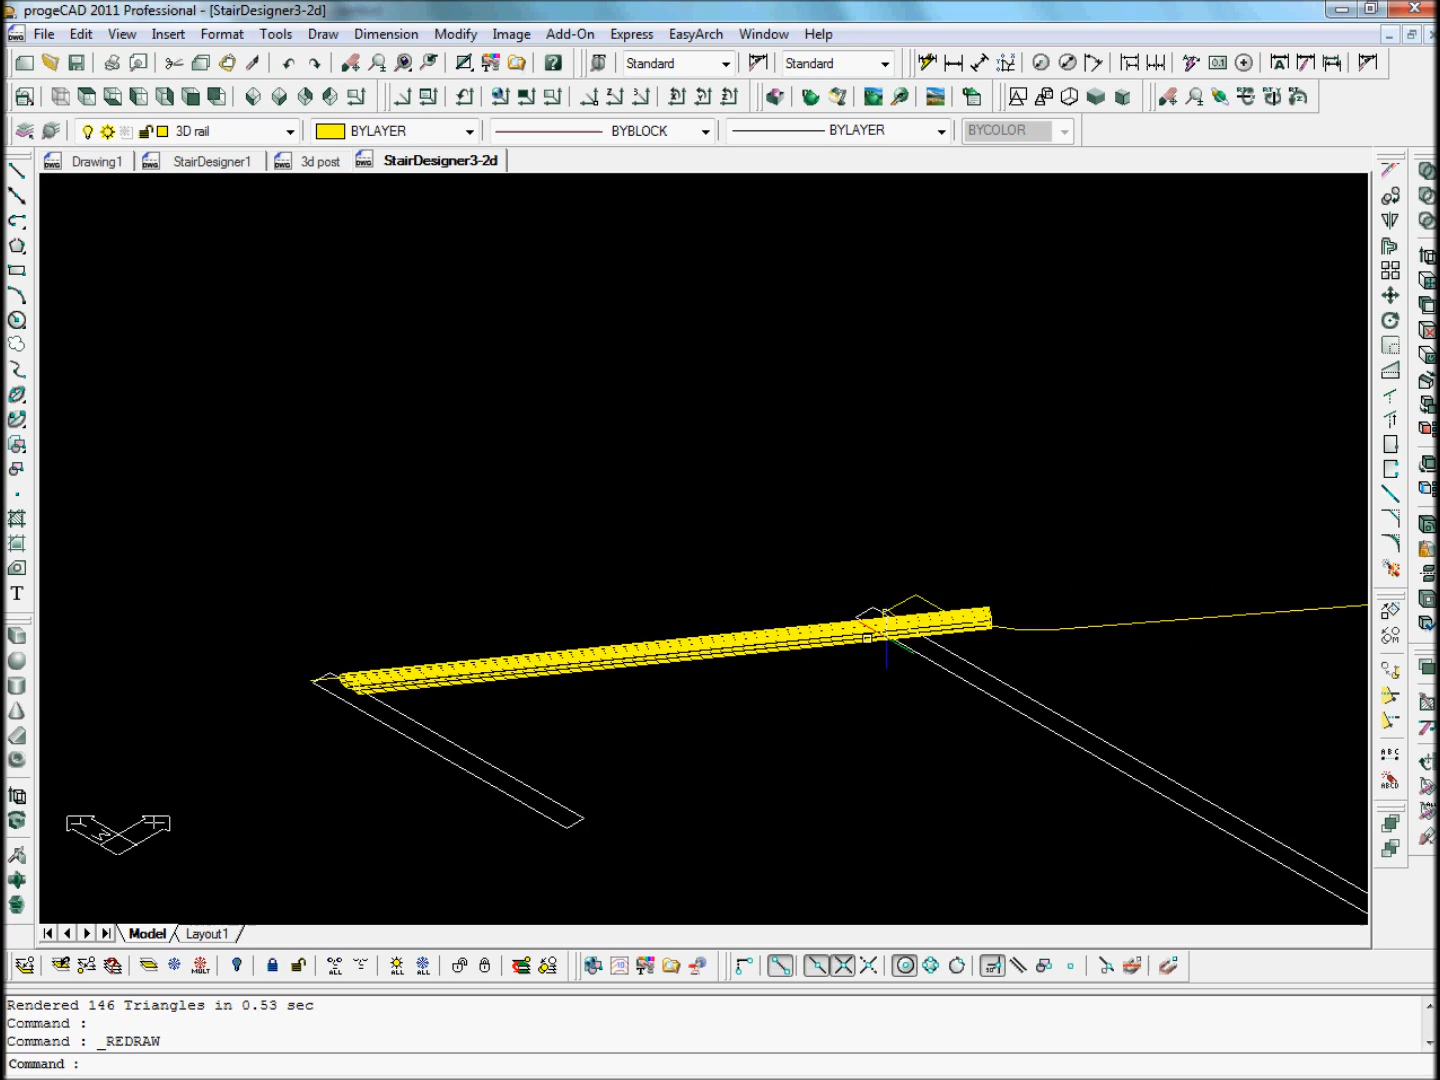 progeCAD 2011 Professional - [StairDesigner3-2d]
File Edit View Insert Format Tools Draw Dimension Modify Image Add-On Express EasyArch Window Help
Standard Standard
3D rail BYLAYER BYBLOCK BYLAYER BYCOLOR
Drawing1 StairDesigner1 3d post StairDesigner3-2d
T
W
Model Layout1
Rendered 146 Triangles in 0.53 sec
Command :
Command : _REDRAW
Command :